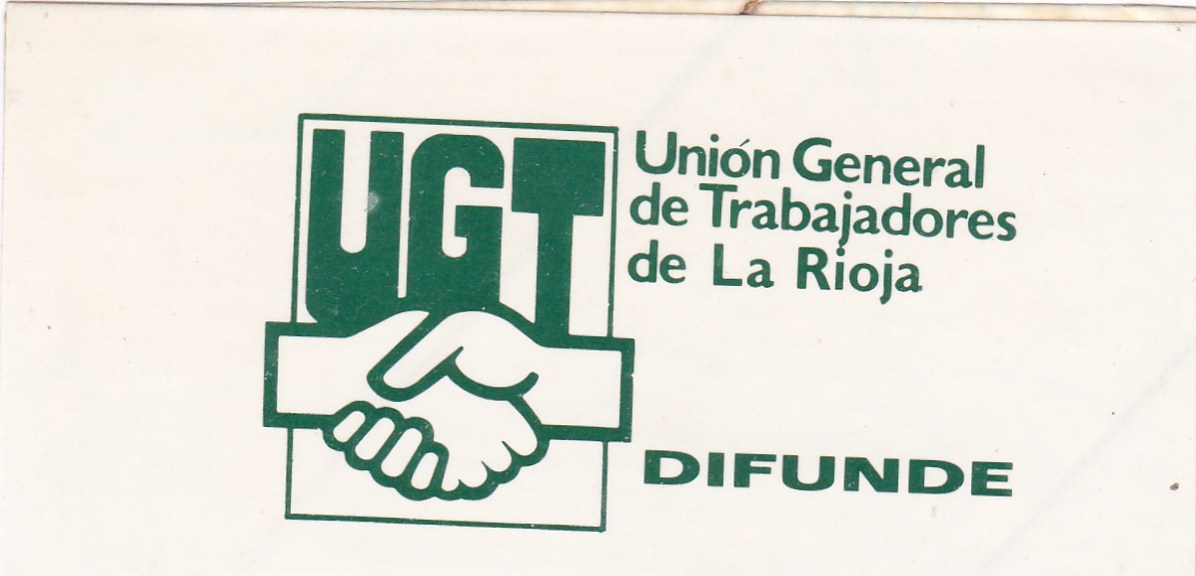 UGT
Unión General
de Trabajadores
de La Rioja
DIFUNDE